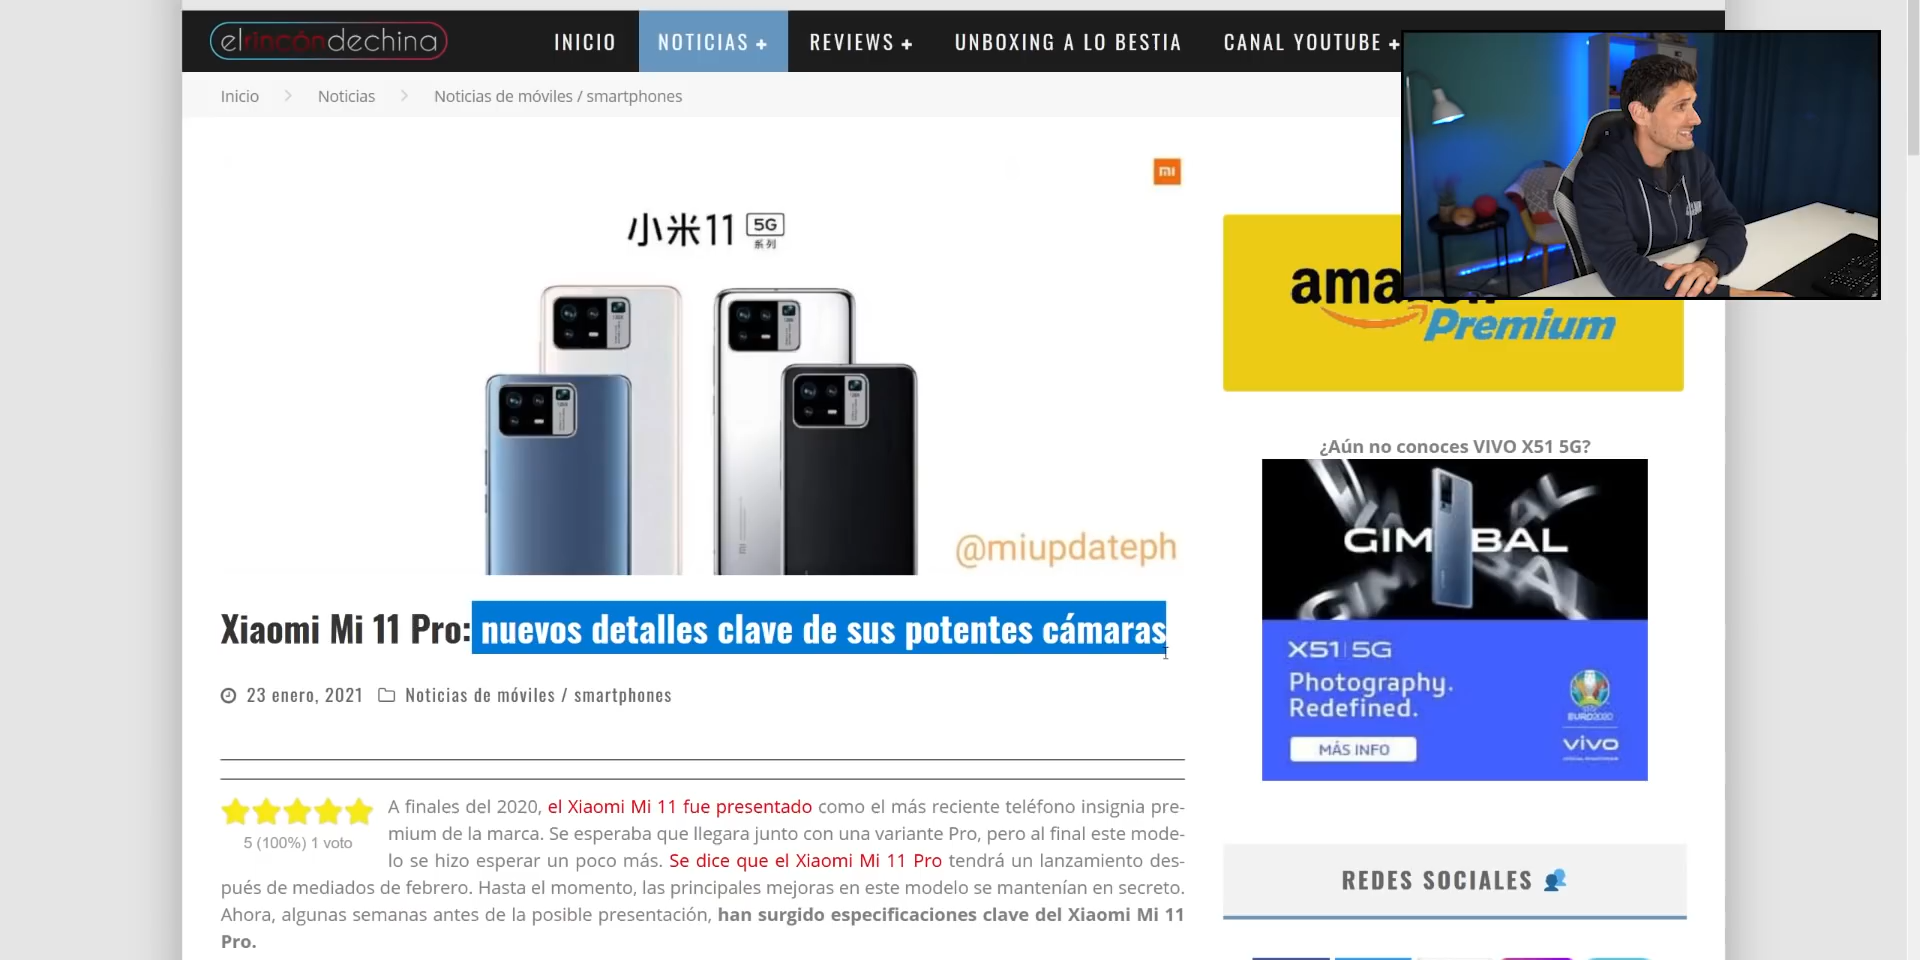 elrincóndechina
INICIO
NOTICIAS +
REVIEWS +
UNBOXING A LO BESTIA
CANAL YOUTUBE +
Inicio > Noticias > Noticias de móviles / smartphones
小米11 5G
系列
@miupdateph
Xiaomi Mi 11 Pro: nuevos detalles clave de sus potentes cámaras
23 enero, 2021 Noticias de móviles / smartphones
5 (100%) 1 voto
A finales del 2020, el Xiaomi Mi 11 fue presentado como el más reciente teléfono insignia pre-
mium de la marca. Se esperaba que llegara junto con una variante Pro, pero al final este mode-
lo se hizo esperar un poco más. Se dice que el Xiaomi Mi 11 Pro tendrá un lanzamiento des-
pués de mediados de febrero. Hasta el momento, las principales mejoras en este modelo se mantenían en secreto.
Ahora, algunas semanas antes de la posible presentación, han surgido especificaciones clave del Xiaomi Mi 11
Pro.
Premium
¿Aún no conoces VIVO X51 5G?
GIMBAL
X51 5G
Photography.
Redefined.
MÁS INFO
EURO2020
vivo
REDES SOCIALES